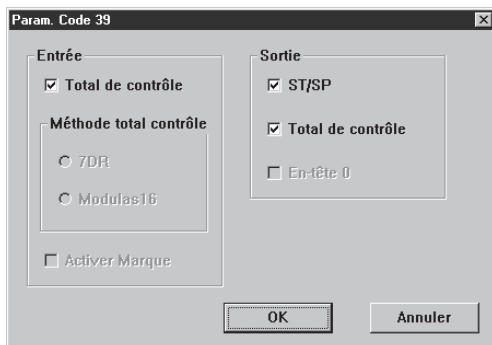 Param. Code 39
Entrée
Total de contrôle
Méthode total contrôle
7DR
Modulas16
Activer Marque
Sortie
ST/SP
Total de contrôle
En-tête 0
OK
Annuler